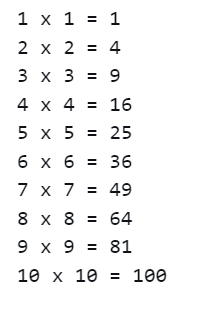 1 x 1 = 1
2 x 2 = 4
3 x 3 = 9
4 x 4 = 16
5 x 5 = 25
6 x 6 = 36
7 x 7 = 49
8 x 8 = 64
9 x 9 = 81
10 x 10 = 100